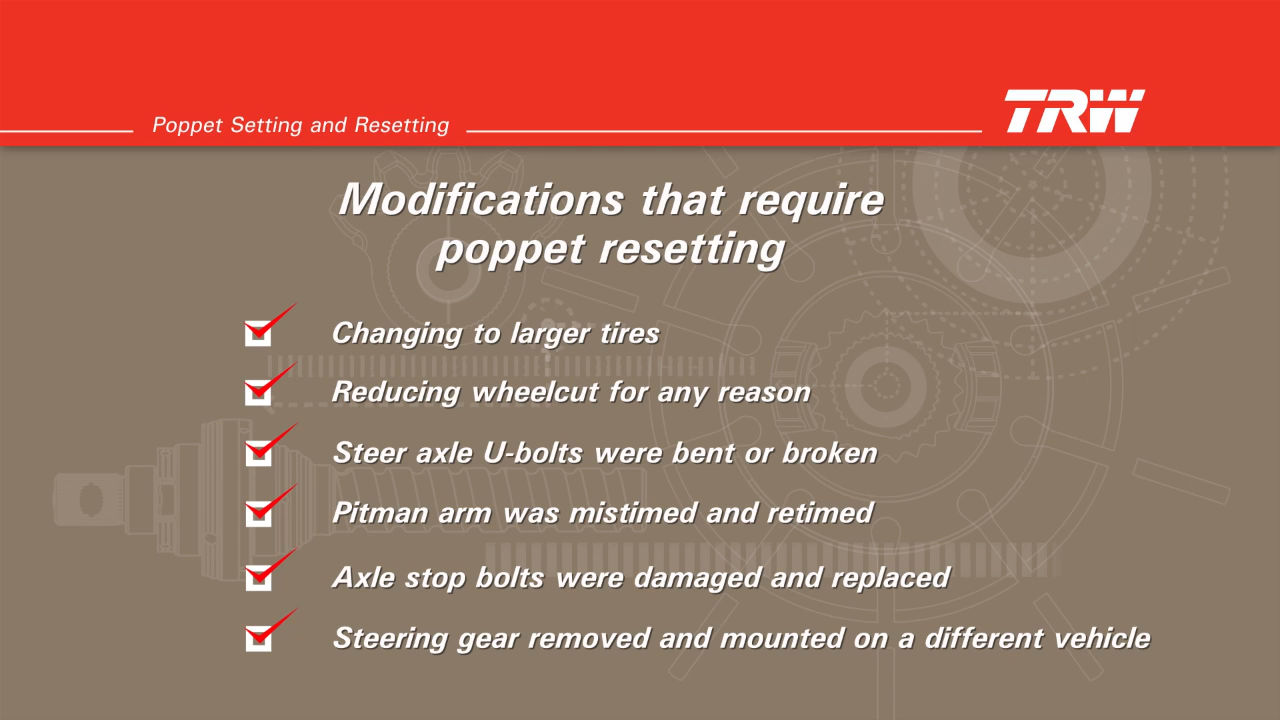 Poppet Setting and Resetting
TRW
Modifications that require
poppet resetting
Changing to larger tires
Reducing wheelcut for any reason
Steer axle U-bolts were bent or broken
Pitman arm was mistimed and retimed
Axle stop bolts were damaged and replaced
Steering gear removed and mounted on a different vehicle